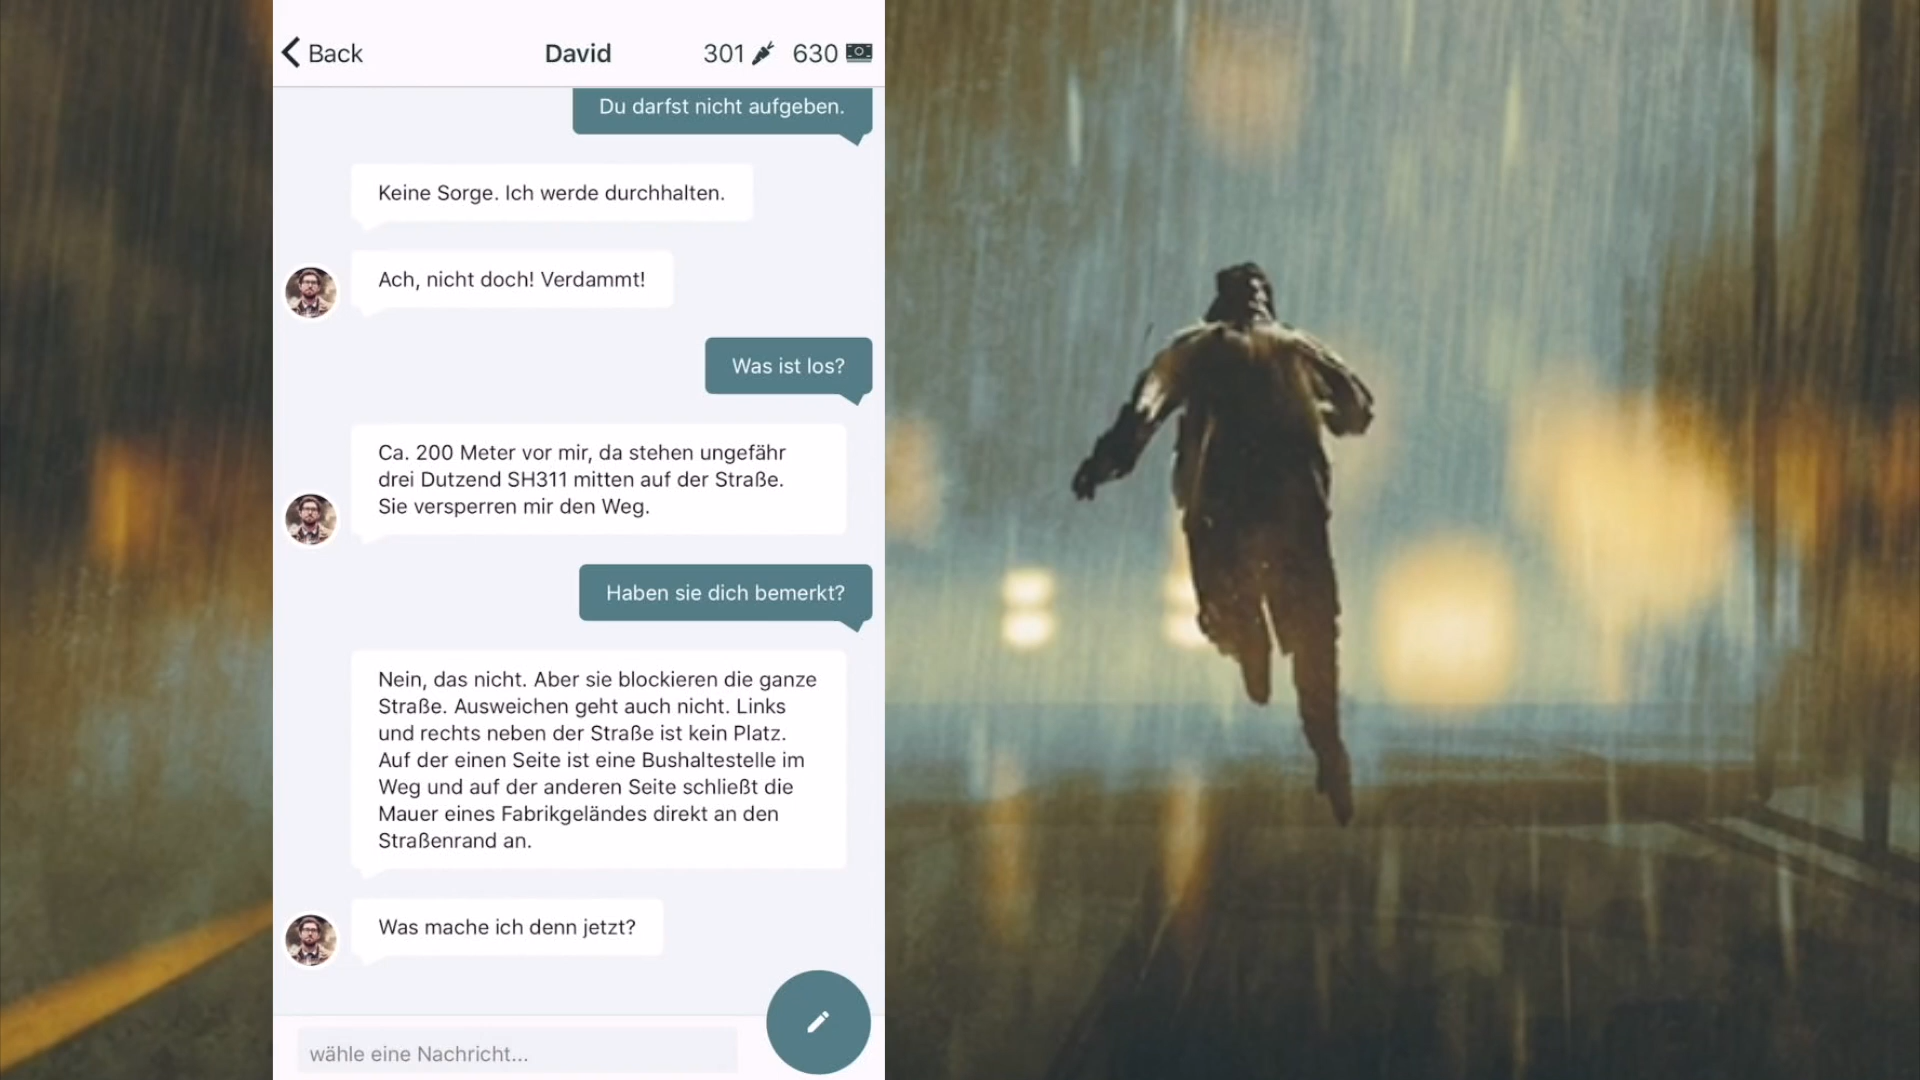 Back David 301 630
Du darfst nicht aufgeben.
Keine Sorge. Ich werde durchhalten.
Ach, nicht doch! Verdammt!
Was ist los?
Ca. 200 Meter vor mir, da stehen ungefähr
drei Dutzend SH311 mitten auf der Straße.
Sie versperren mir den Weg.
Haben sie dich bemerkt?
Nein, das nicht. Aber sie blockieren die ganze
Straße. Ausweichen geht auch nicht. Links
und rechts neben der Straße ist kein Platz.
Auf der einen Seite ist eine Bushaltestelle im
Weg und auf der anderen Seite schließt die
Mauer eines Fabrikgeländes direkt an den
Straßenrand an.
Was mache ich denn jetzt?
wähle eine Nachricht...